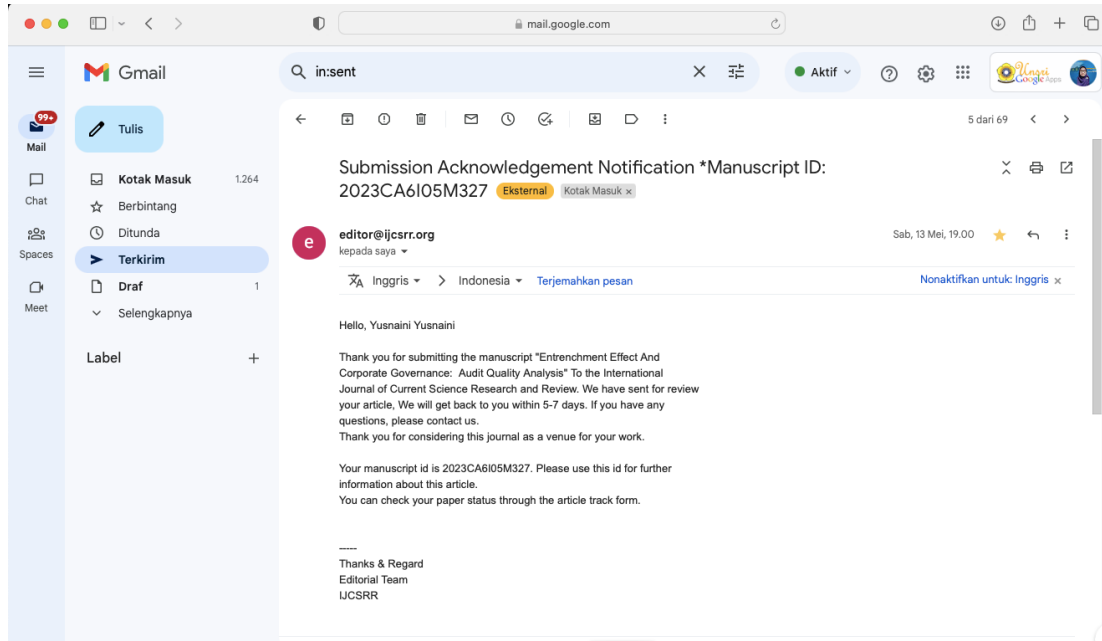 mail.google.com
Gmail
in:sent
Aktif
Unsri
Google Apps
99+
Mail
Chat
Spaces
Meet
Tulis
Kotak Masuk 1.264
Berbintang
Ditunda
Terkirim
Draf 1
Selengkapnya
Label
5 dari 69
Submission Acknowledgement Notification *Manuscript ID:
2023CA6I05M327 Eksternal Kotak Masuk ×
e
editor@ijcsrr.org Sab, 13 Mei, 19.00
kepada saya
Inggris > Indonesia Terjemahkan pesan Nonaktifkan untuk: Inggris ×
Hello, Yusnaini Yusnaini
Thank you for submitting the manuscript "Entrenchment Effect And
Corporate Governance: Audit Quality Analysis" To the International
Journal of Current Science Research and Review. We have sent for review
your article, We will get back to you within 5-7 days. If you have any
questions, please contact us.
Thank you for considering this journal as a venue for your work.
Your manuscript id is 2023CA6I05M327. Please use this id for further
information about this article.
You can check your paper status through the article track form.
-----
Thanks & Regard
Editorial Team
IJCSRR